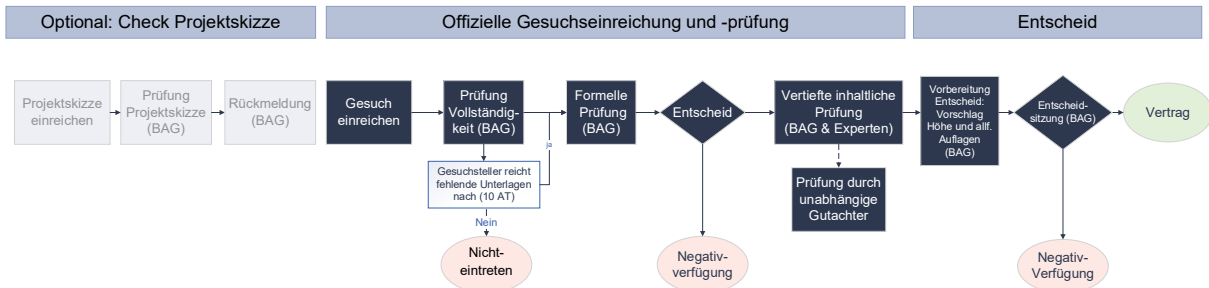 Optional: Check Projektskizze
Offizielle Gesuchseinreichung und -prüfung
Entscheid
Projektskizze
einreichen
Prüfung
Projektskizze
(BAG)
Rückmeldung
(BAG)
Gesuch
einreichen
Prüfung
Vollständig-
keit (BAG)
Formelle
Prüfung
(BAG)
Entscheid
Vertiefte inhaltliche
Prüfung
(BAG & Experten)
Vorbereitung
Entscheid:
Vorschlag
Höhe und allf.
Auflagen
(BAG)
Entscheid-
sitzung (BAG)
Vertrag
ja
Gesuchsteller reicht
fehlende Unterlagen
nach (10 AT)
Prüfung durch
unabhängige
Gutachter
Nein
Nicht-
eintreten
Negativ-
verfügung
Negativ-
Verfügung